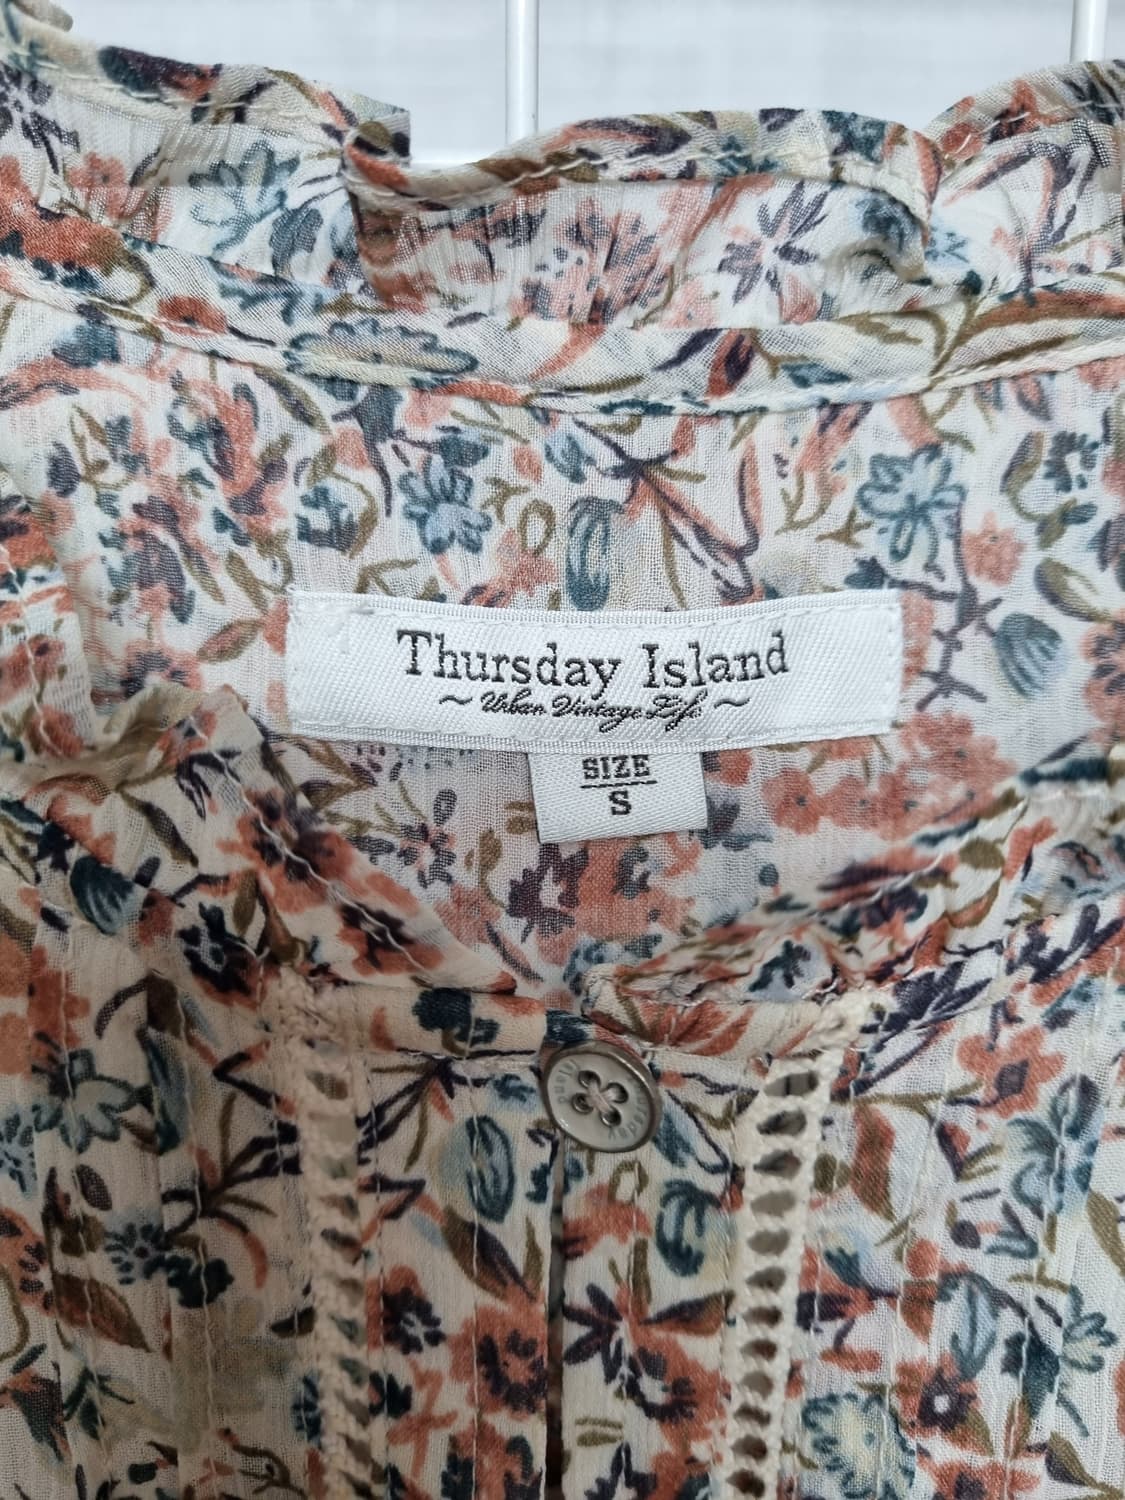 Thursday Island
~ Urban Vintage Life ~
SIZE
S